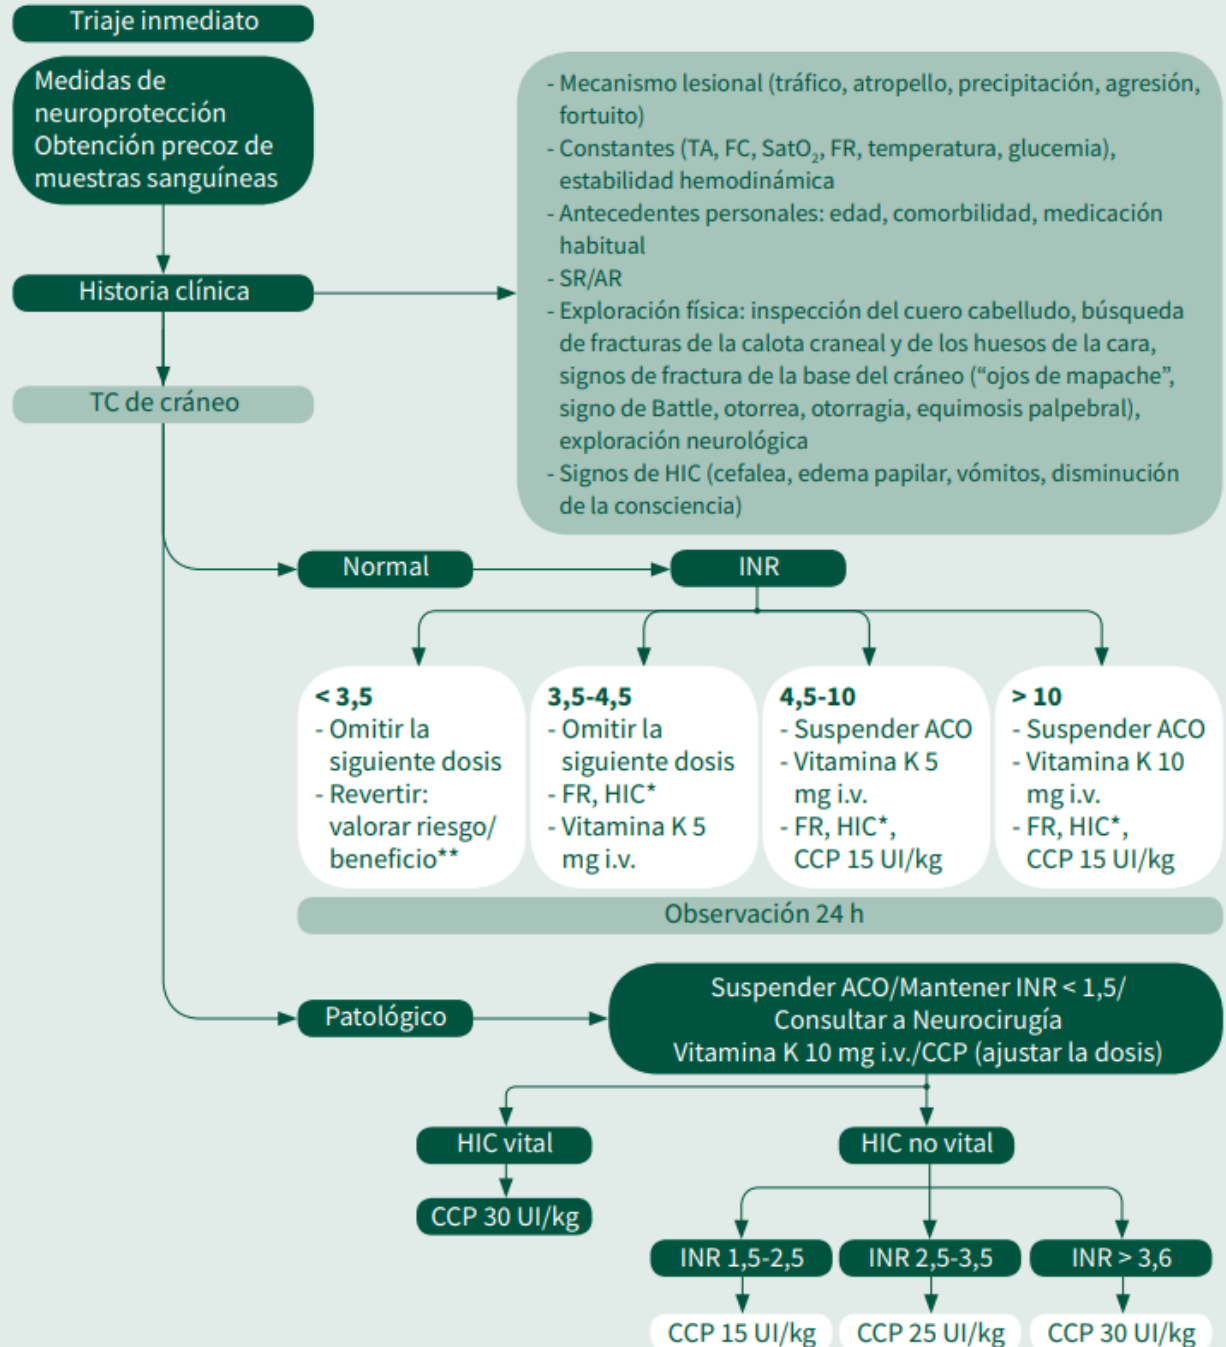 Triaje inmediato
Medidas de
neuroprotección
Obtención precoz de
muestras sanguíneas
Historia clínica
- Mecanismo lesional (tráfico, atropello, precipitación, agresión,
fortuito)
- Constantes (TA, FC, SatO₂, FR, temperatura, glucemia),
estabilidad hemodinámica
- Antecedentes personales: edad, comorbilidad, medicación
habitual
- SR/AR
- Exploración física: inspección del cuero cabelludo, búsqueda
de fracturas de la calota craneal y de los huesos de la cara,
signos de fractura de la base del cráneo (“ojos de mapache”,
signo de Battle, otorrea, otorragia, equimosis palpebral),
exploración neurológica
- Signos de HIC (cefalea, edema papilar, vómitos, disminución
de la consciencia)
TC de cráneo
Normal
INR
< 3,5
- Omitir la
siguiente dosis
- Revertir:
valorar riesgo/
beneficio**
3,5-4,5
- Omitir la
siguiente dosis
- FR, HIC*
- Vitamina K 5
mg i.v.
4,5-10
- Suspender ACO
- Vitamina K 5
mg i.v.
- FR, HIC*,
CCP 15 UI/kg
> 10
- Suspender ACO
- Vitamina K 10
mg i.v.
- FR, HIC*,
CCP 15 UI/kg
Observación 24 h
Patológico
Suspender ACO/Mantener INR < 1,5/
Consultar a Neurocirugía
Vitamina K 10 mg i.v./CCP (ajustar la dosis)
HIC vital
CCP 30 UI/kg
HIC no vital
INR 1,5-2,5
INR 2,5-3,5
INR > 3,6
CCP 15 UI/kg
CCP 25 UI/kg
CCP 30 UI/kg